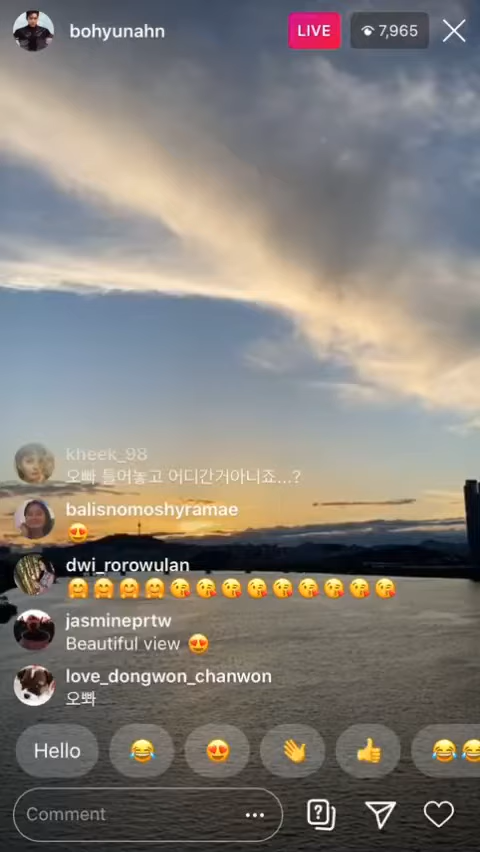 bohyunahn
LIVE
7,965
kheek_98
오빠 틀어놓고 어디간거아니죠...?
balisnomoshyramae
😍
dwi_rorowulan
🤗🤗🤗🤗😘😘😘😘😘😘😘😘😘
jasmineprtw
Beautiful view 😍
love_dongwon_chanwon
오빠
Hello 😂 😍 👋 👍 😂😂
Comment ...